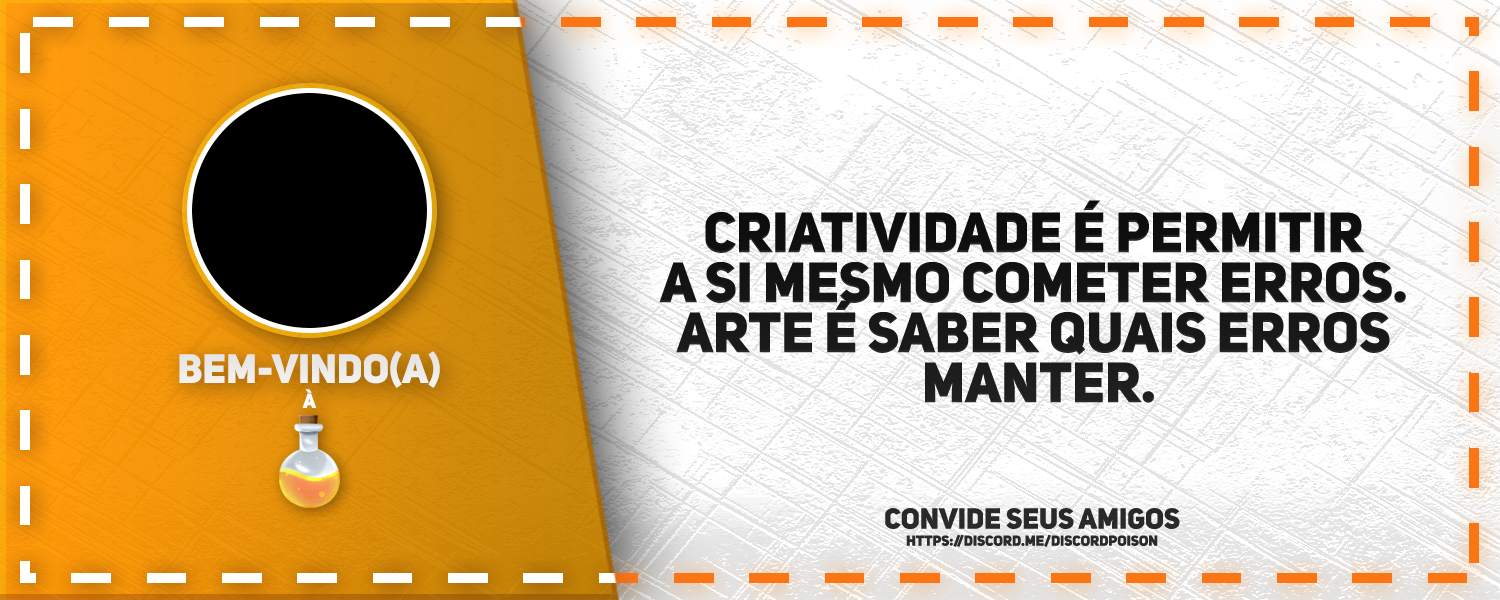 BEM-VINDO(A)
À
CRIATIVIDADE É PERMITIR
A SI MESMO COMETER ERROS.
ARTE É SABER QUAIS ERROS
MANTER.
CONVIDE SEUS AMIGOS
HTTPS://DISCORD.ME/DISCORDPOISON